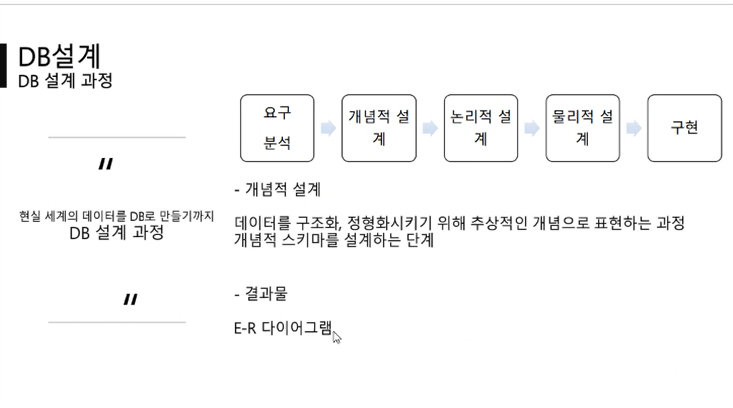 DB설계
DB 설계 과정
요구
분석
개념적 설
계
논리적 설
계
물리적 설
계
구현
"
현실 세계의 데이터를 DB로 만들기까지
DB 설계 과정
"
- 개념적 설계
데이터를 구조화, 정형화시키기 위해 추상적인 개념으로 표현하는 과정
개념적 스키마를 설계하는 단계
- 결과물
E-R 다이어그램